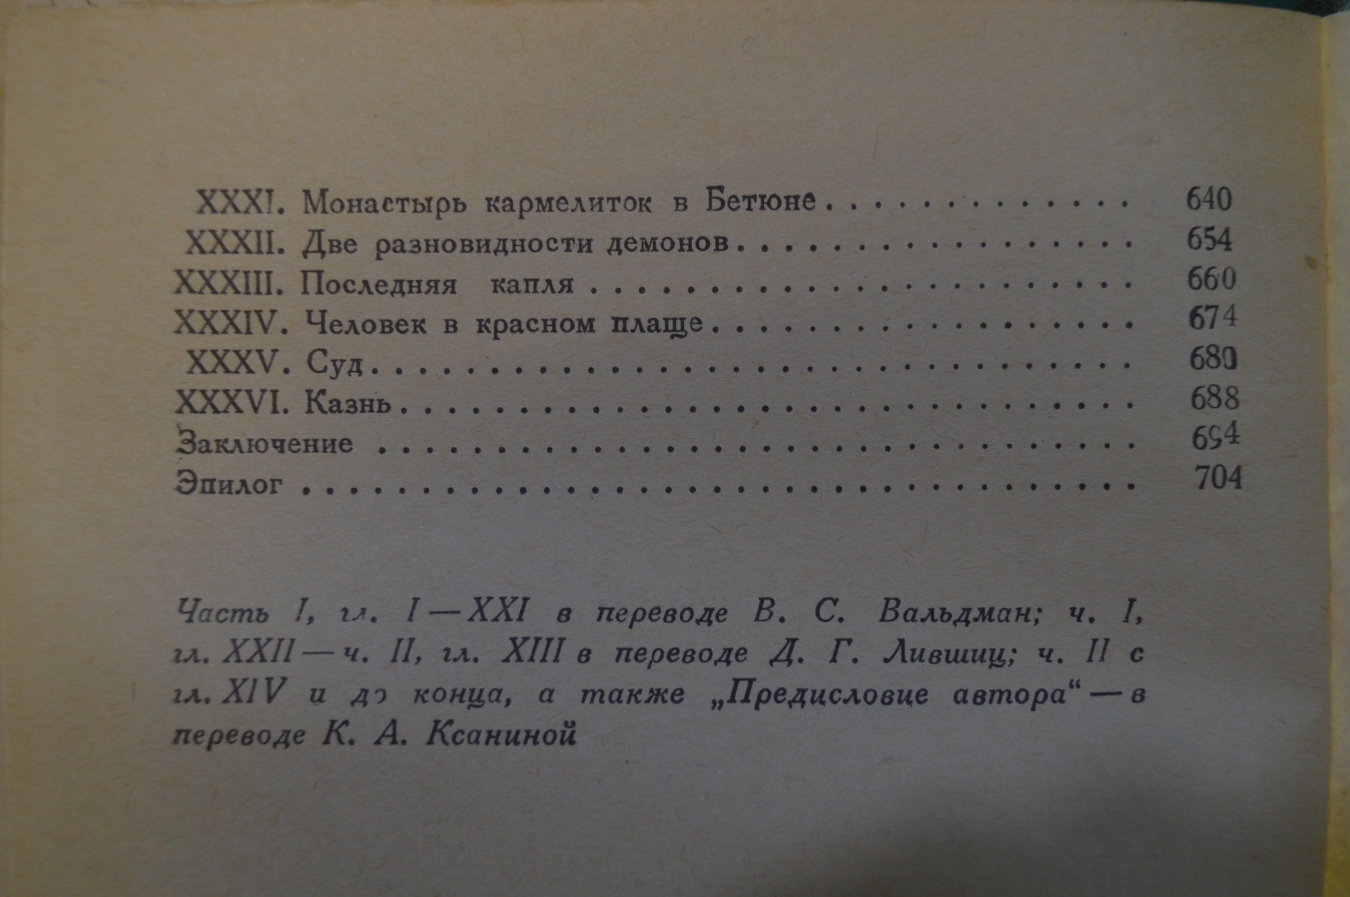 XXXI. Монастырь кармелиток в Бетюне . . . . . . . . . . . . . 640
XXXII. Две разновидности демонов . . . . . . . . . . . . . . . . . 654
XXXIII. Последняя капля . . . . . . . . . . . . . . . . . . . . . . . 660
XXXIV. Человек в красном плаще . . . . . . . . . . . . . . . . . . 674
XXXV. Суд . . . . . . . . . . . . . . . . . . . . . . . . . . . . . . . . 680
XXXVI. Казнь . . . . . . . . . . . . . . . . . . . . . . . . . . . . . . . 688
Заключение . . . . . . . . . . . . . . . . . . . . . . . . . . . . . . . . 694
Эпилог . . . . . . . . . . . . . . . . . . . . . . . . . . . . . . . . . . . 704
Часть I, гл. I — XXI в переводе В. С. Вальдман; ч. I,
гл. XXII — ч. II, гл. XIII в переводе Д. Г. Лившиц; ч. II с
гл. XIV и до конца, а также „Предисловие автора“ — в
переводе К. А. Ксаниной